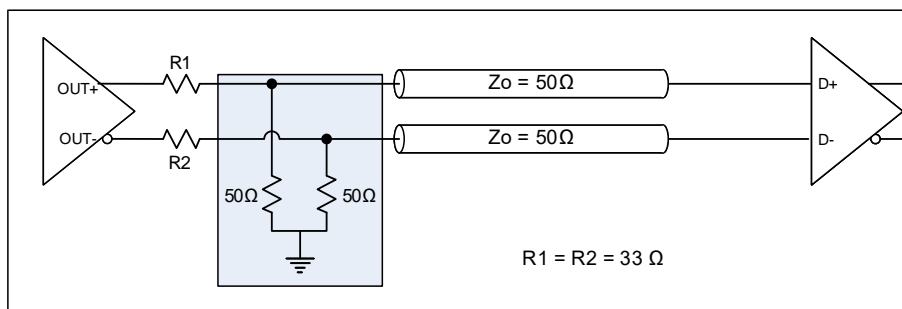 R1
OUT+
Zo = 50Ω
D+
OUT-
Zo = 50Ω
D-
R2
50Ω
50Ω
R1 = R2 = 33 Ω